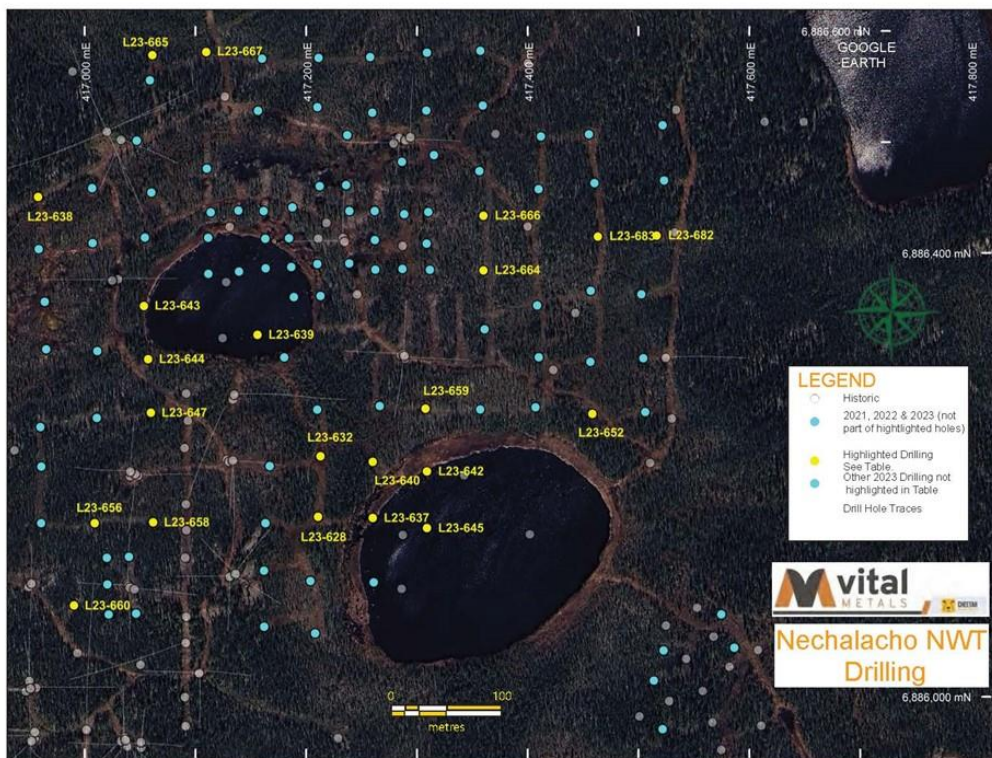 417,000 mE
417,200 mE
417,400 mE
417,600 mE
417,800 mE
6,886,600 mN
GOOGLE
EARTH
L23-665
L23-667
L23-638
L23-666
L23-683
L23-682
6,886,400 mN
L23-664
L23-643
L23-639
L23-644
L23-659
L23-647
L23-652
L23-632
L23-642
L23-640
L23-656
L23-658
L23-637
L23-645
L23-628
L23-660
LEGEND
Historic
2021, 2022 & 2023 (not
part of hightlighted holes)
Highlighted Drilling
See Table.
Other 2023 Drilling not
highlighted in Table
Drill Hole Traces
vital
METALS
CHEETAH
Nechalacho NWT
Drilling
0 100
metres
6,886,000 mN